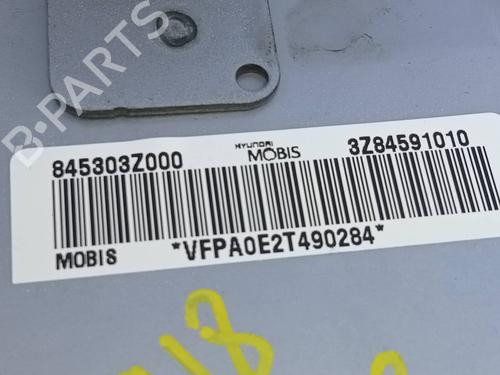 B-PARTS
845303Z000
HYUNDAI
MOBIS
3Z84591010
MOBIS
*VFPA0E2T490284*